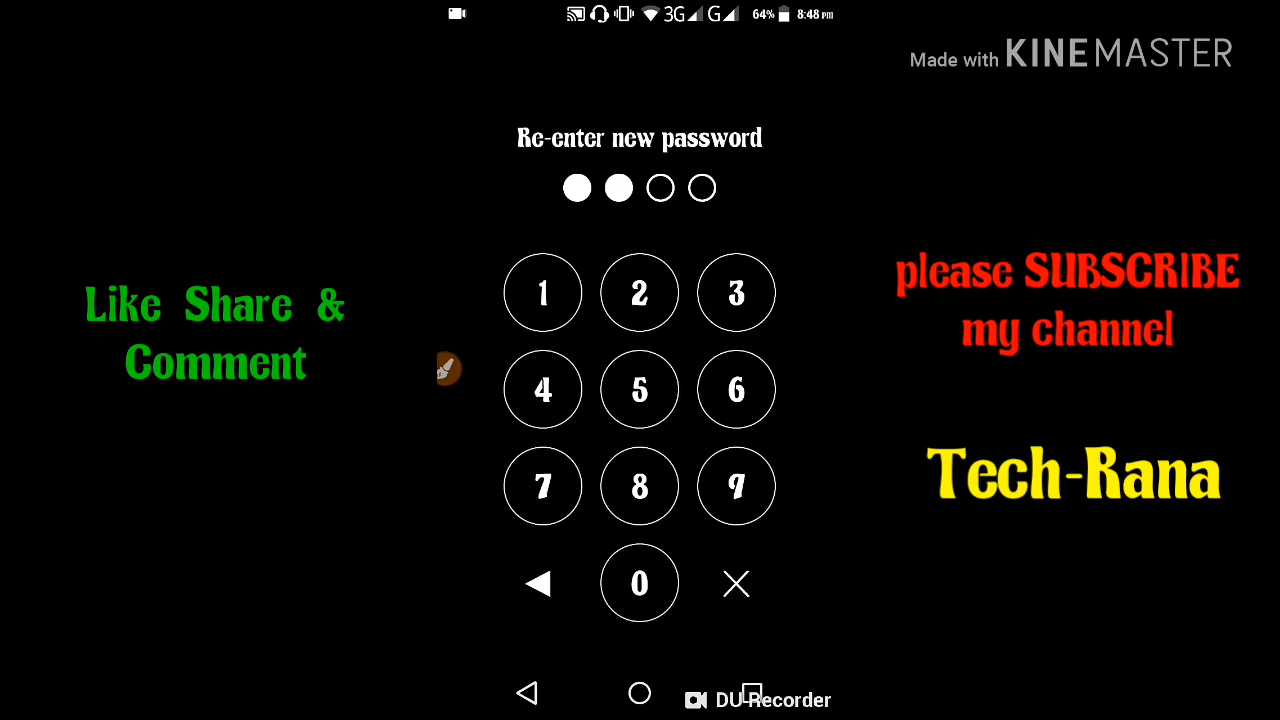 3G G 64% 8:48 pm
Made with KINEMASTER
Re-enter new password
1 2 3
4 5 6
7 8 9
0
Like Share &
Comment
please SUBSCRIBE
my channel
Tech-Rana
DU Recorder